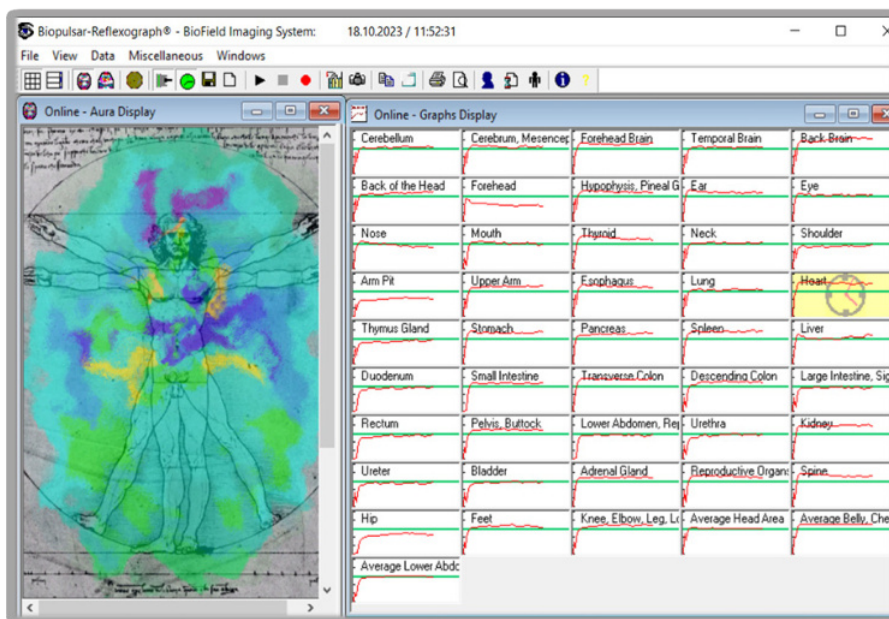 Biopulsar-Reflexograph® - BioField Imaging System: 18.10.2023 / 11:52:31
File View Data Miscellaneous Windows
Online - Aura Display
Online - Graphs Display
Cerebellum Cerebrum, Mesencep Forehead Brain Temporal Brain Back Brain
Back of the Head Forehead Hypophysis, Pineal G Ear Eye
Nose Mouth Thyroid Neck Shoulder
Arm Pit Upper Arm Esophagus Lung Heart
Thymus Gland Stomach Pancreas Spleen Liver
Duodenum Small Intestine Transverse Colon Descending Colon Large Intestine, Sig
Rectum Pelvis, Buttock Lower Abdomen, Rep Urethra Kidney
Ureter Bladder Adrenal Gland Reproductive Organs Spine
Hip Feet Knee, Elbow, Leg, Lo Average Head Area Average Belly, Che
Average Lower Abdo